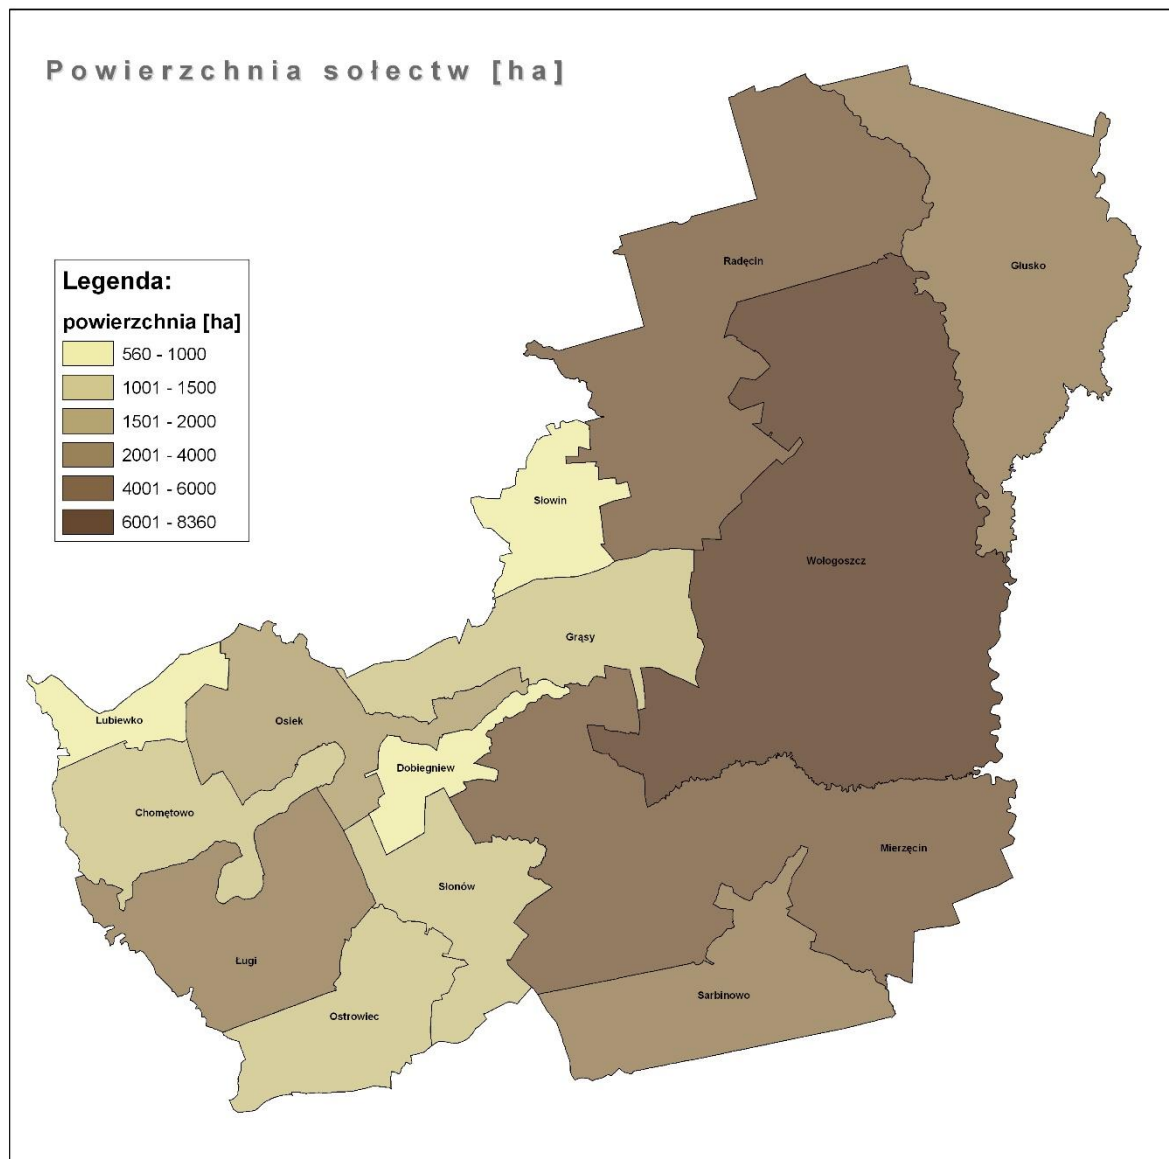 Powierzchnia sołectw [ha]
Radęcin
Głusko
Legenda:
powierzchnia [ha]
560 - 1000
1001 - 1500
1501 - 2000
2001 - 4000
4001 - 6000
6001 - 8360
Słowin
Wołogoszcz
Grąsy
Lubiewko
Osiek
Dobiegniew
Chomętowo
Mierzęcin
Słonów
Ługi
Sarbinowo
Ostrowiec